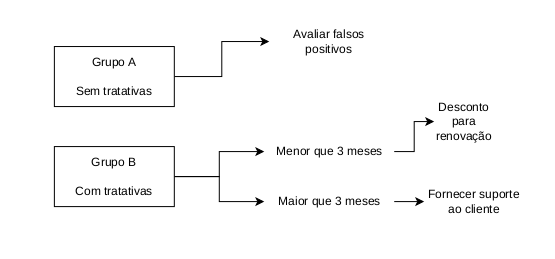 Grupo A
Sem tratativas
Avaliar falsos
positivos
Grupo B
Com tratativas
Menor que 3 meses
Desconto
para
renovação
Maior que 3 meses
Fornecer suporte
ao cliente